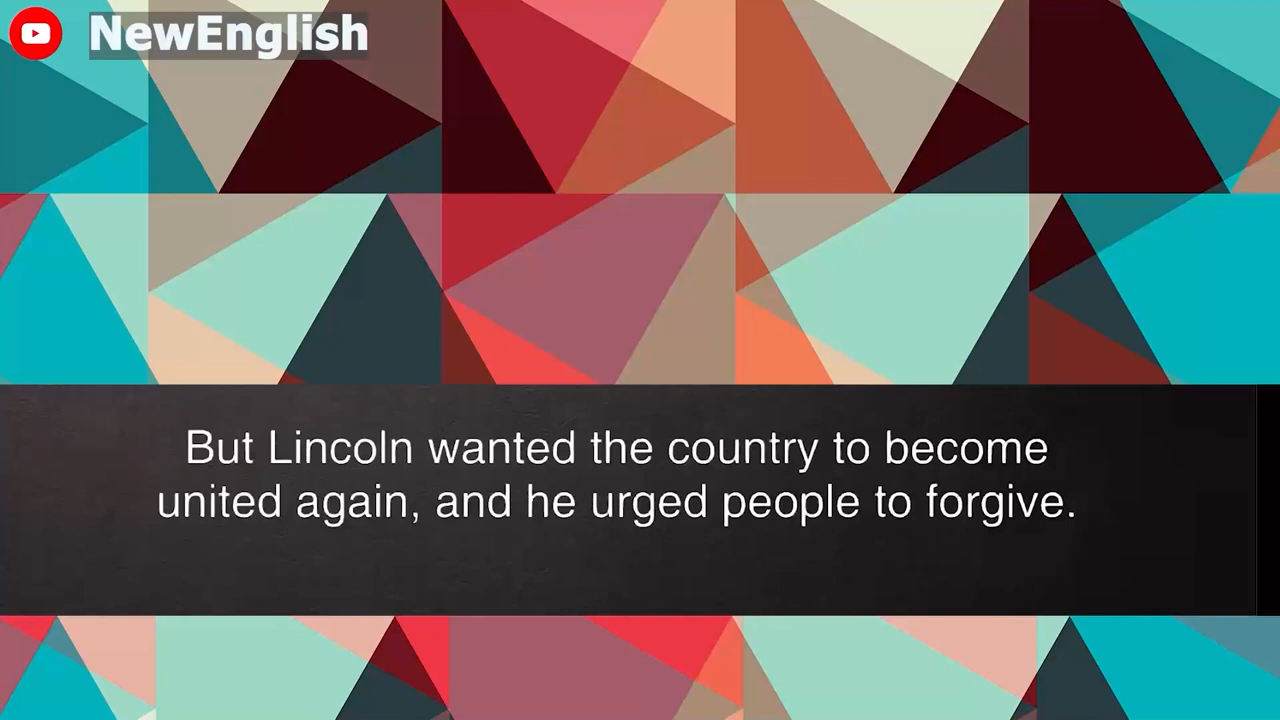 NewEnglish
But Lincoln wanted the country to become
united again, and he urged people to forgive.